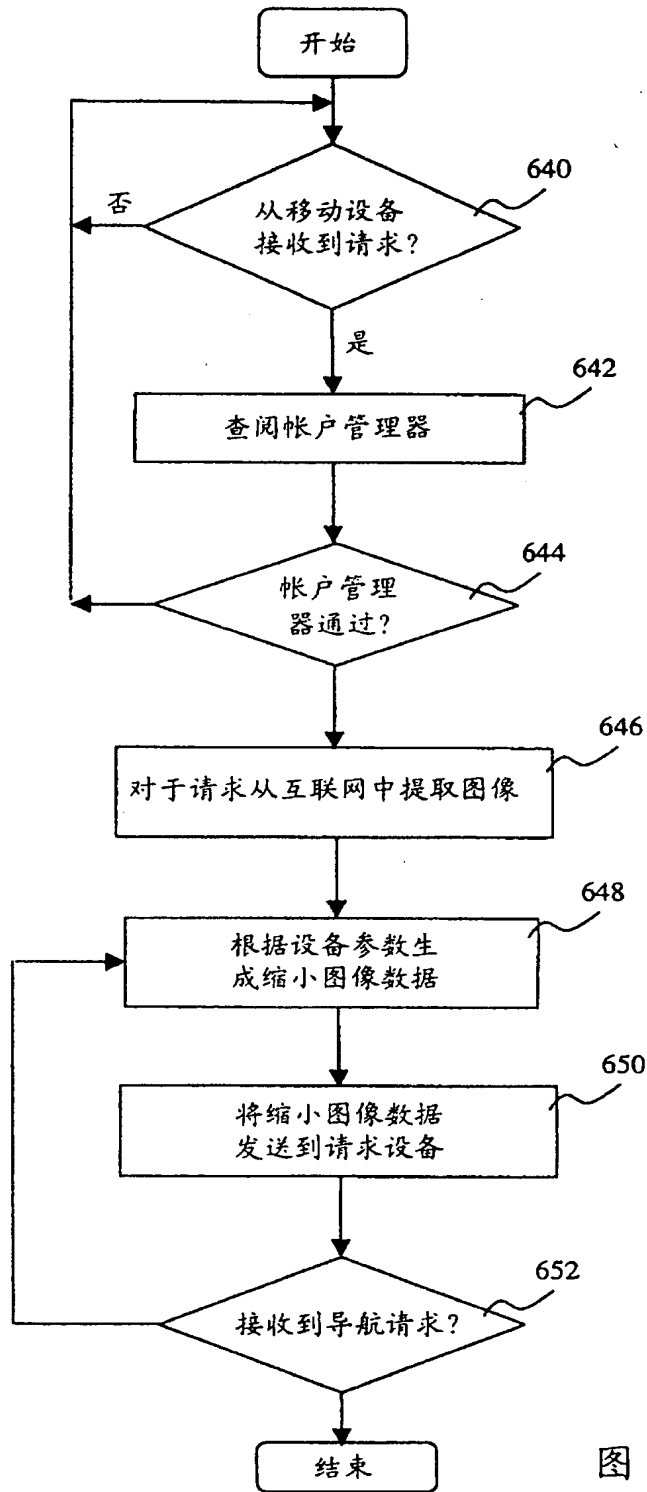 开始
640
从移动设备
接收到请求?
否
是
642
查阅帐户管理器
644
帐户管理
器通过?
646
对于请求从互联网中提取图像
648
根据设备参数生
成缩小图像数据
650
将缩小图像数据
发送到请求设备
652
接收到导航请求?
结束
图